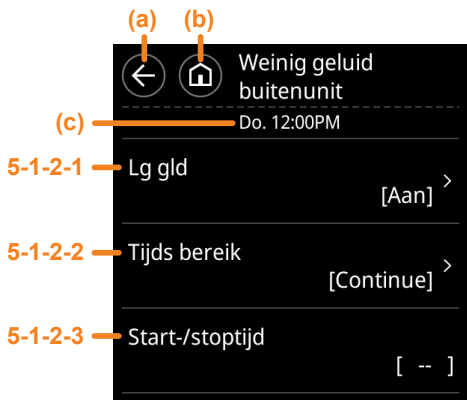 (a) (b)
Weinig geluid
buitenunit
(c) Do. 12:00PM
5-1-2-1 Lg gld
[Aan]
5-1-2-2 Tijds bereik
[Continue]
5-1-2-3 Start-/stoptijd
[ -- ]